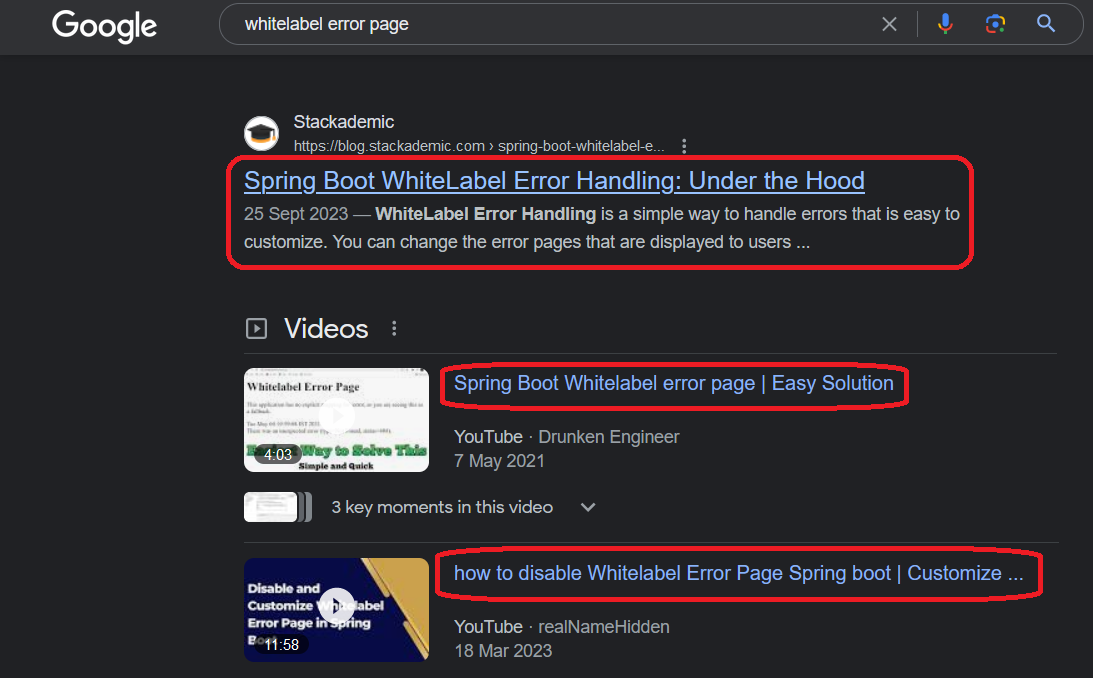 Google
whitelabel error page
Stackademic
https://blog.stackademic.com › spring-boot-whitelabel-e...
Spring Boot WhiteLabel Error Handling: Under the Hood
25 Sept 2023 — WhiteLabel Error Handling is a simple way to handle errors that is easy to
customize. You can change the error pages that are displayed to users ...
Videos
Whitelabel Error Page
Way to Solve This
Simple and Quick
4:03
Spring Boot Whitelabel error page | Easy Solution
YouTube · Drunken Engineer
7 May 2021
3 key moments in this video
Disable and
Customize Whitelabel
Error Page in Spring
11:58
how to disable Whitelabel Error Page Spring boot | Customize ...
YouTube · realNameHidden
18 Mar 2023